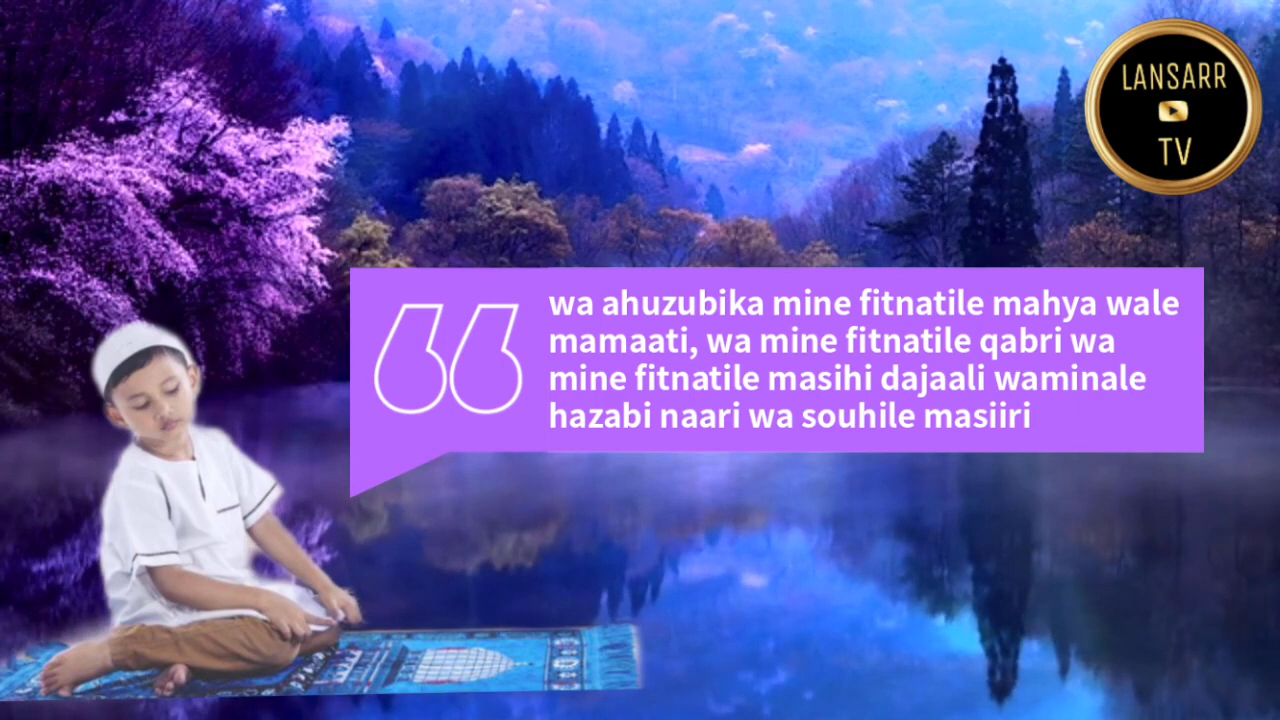 LANSARR
TV
wa ahuzubika mine fitnatile mahya wale
mamaati, wa mine fitnatile qabri wa
mine fitnatile masihi dajaali waminale
hazabi naari wa souhile masiiri